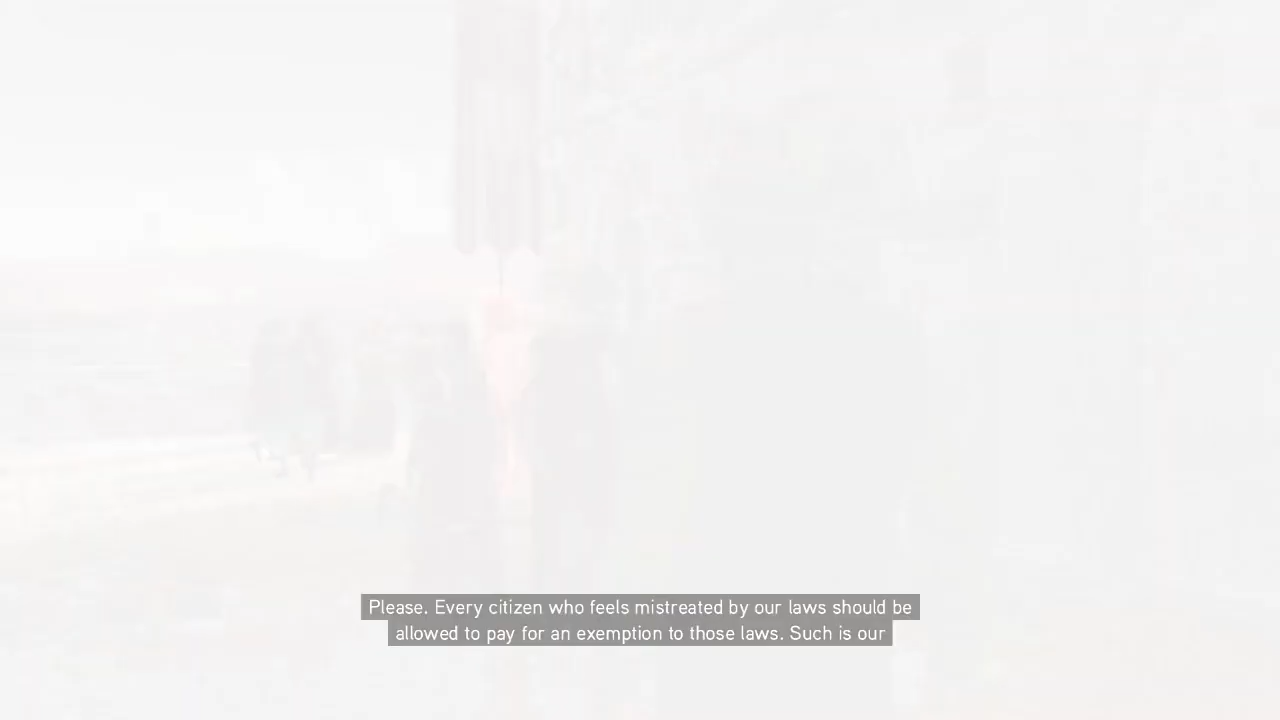 Please. Every citizen who feels mistreated by our laws should be
allowed to pay for an exemption to those laws. Such is our